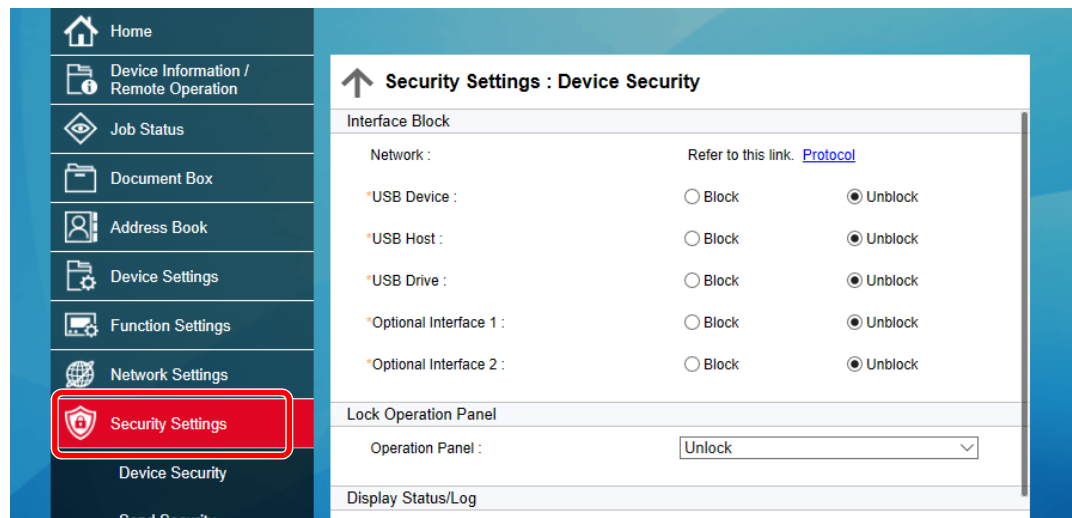 Home
Device Information /
Remote Operation
Job Status
Document Box
Address Book
Device Settings
Function Settings
Network Settings
Security Settings
Device Security
Send Security
Security Settings : Device Security
Interface Block
Network : Refer to this link. Protocol
*USB Device : Block Unblock
*USB Host : Block Unblock
*USB Drive : Block Unblock
*Optional Interface 1 : Block Unblock
*Optional Interface 2 : Block Unblock
Lock Operation Panel
Operation Panel : Unlock
Display Status/Log